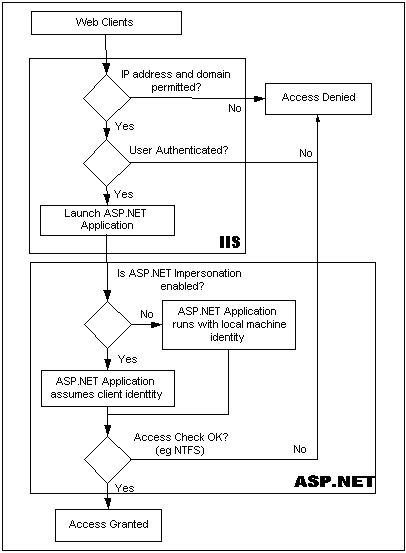 Web Clients
IP address and domain
permitted?
No
Access Denied
Yes
User Authenticated?
No
Yes
Launch ASP.NET
Application
IIS
Is ASP.NET Impersonation
enabled?
No
ASP.NET Application
runs with local machine
identity
Yes
ASP.NET Application
assumes client identtity
Access Check OK?
(eg NTFS)
No
ASP.NET
Yes
Access Granted